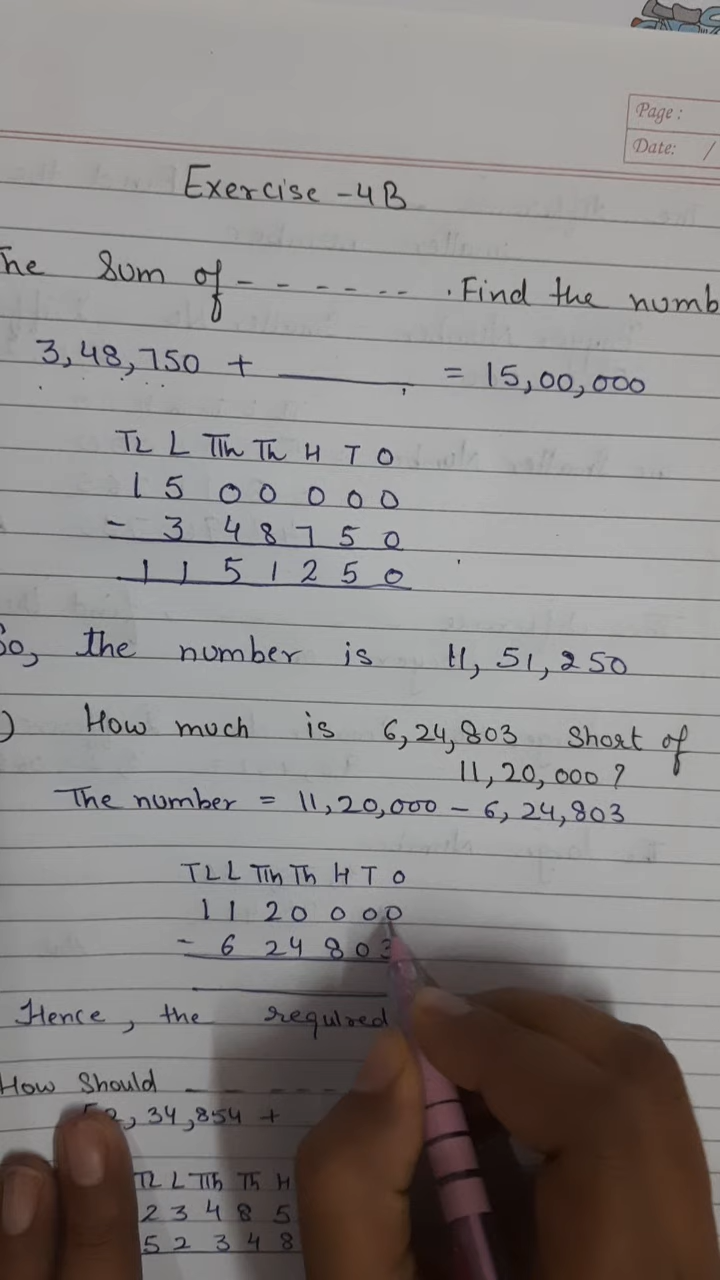 Page :
Date: /
Exercise - 4B
The Sum of - - - - - - . Find the numb
3,48,750 + ______ = 15,00,000
TL L TTh Th H T O
1 5 0 0 0 0 0
- 3 4 8 7 5 0
1 1 5 1 2 5 0
So, the number is 11,51,250
) How much is 6,24,803 Short of
11,20,000 ?
The number = 11,20,000 - 6,24,803
TL L TTh Th H T O
1 1 2 0 0 0 0
- 6 2 4 8 0 3
Hence, the required
How Should - - - - -
52,34,854 +
TL L TTh Th H
2 3 4 8 5
5 2 3 4 8